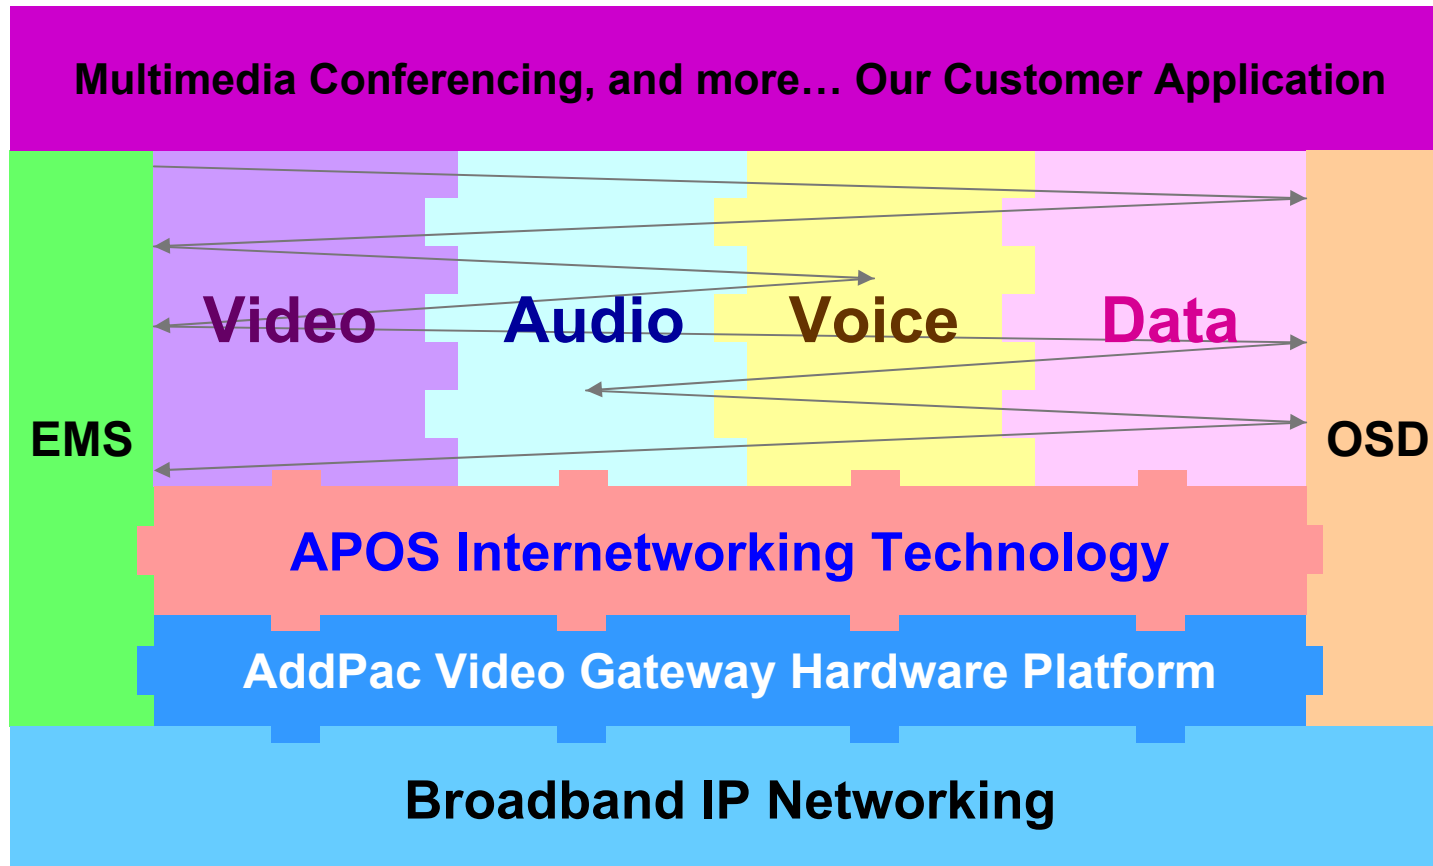 Multimedia Conferencing, and more… Our Customer Application
Video Audio Voice Data
EMS OSD
APOS Internetworking Technology
AddPac Video Gateway Hardware Platform
Broadband IP Networking